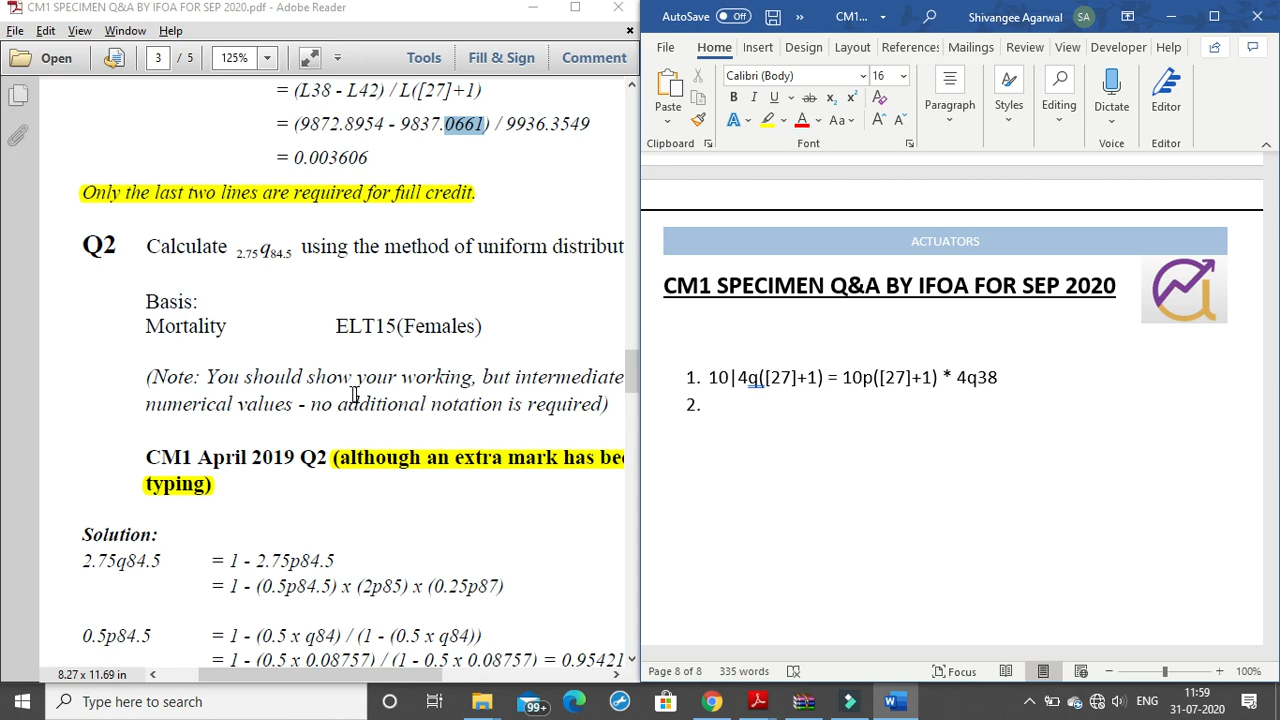 CM1 SPECIMEN Q&A BY IFOA FOR SEP 2020.pdf - Adobe Reader
File Edit View Window Help
Open 3 / 5 125% Tools Fill & Sign Comment
= (L38 - L42) / L([27]+1)
= (9872.8954 - 9837.0661) / 9936.3549
= 0.003606
Only the last two lines are required for full credit.
Q2 Calculate 2.75q84.5 using the method of uniform distribut
Basis:
Mortality ELT15(Females)
(Note: You should show your working, but intermediate
numerical values - no additional notation is required)
CM1 April 2019 Q2 (although an extra mark has bee
typing)
Solution:
2.75q84.5 = 1 - 2.75p84.5
= 1 - (0.5p84.5) x (2p85) x (0.25p87)
0.5p84.5 = 1 - (0.5 x q84) / (1 - (0.5 x q84))
= 1 - (0.5 x 0.08757) / (1 - 0.5 x 0.08757) = 0.95421
8.27 x 11.69 in
AutoSave Off CM1... Shivangee Agarwal SA
File Home Insert Design Layout References Mailings Review View Developer Help
Calibri (Body) 16
Paste B I U ab x2 x2 Paragraph Styles Editing Dictate Editor
A A Aa A A
Clipboard Font Voice Editor
ACTUATORS
CM1 SPECIMEN Q&A BY IFOA FOR SEP 2020
1. 10|4q([27]+1) = 10p([27]+1) * 4q38
2.
Page 8 of 8 335 words Focus 100%
Type here to search 99+ ENG 11:59
31-07-2020